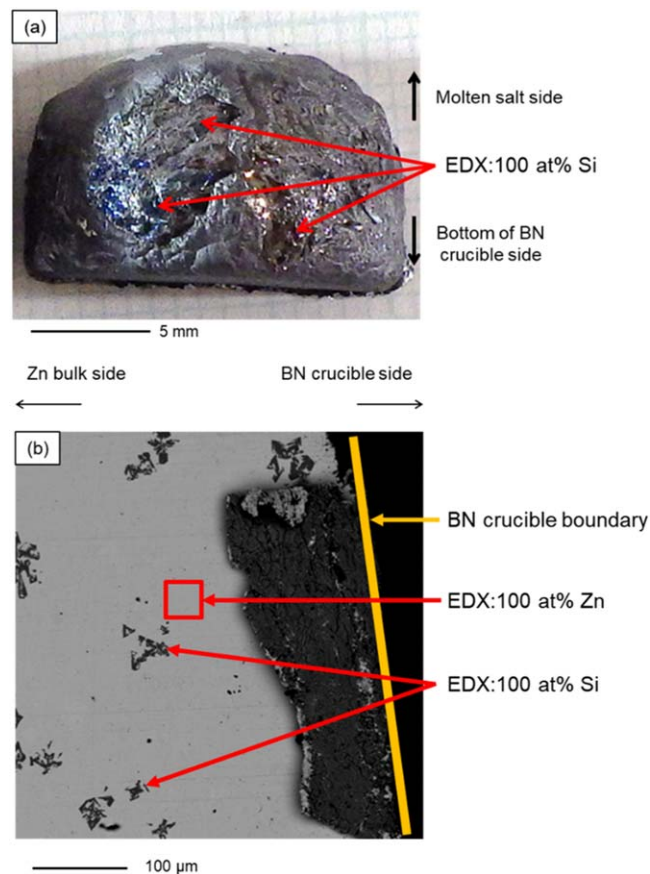 (a)
Molten salt side
EDX:100 at% Si
Bottom of BN
crucible side
5 mm
Zn bulk side
BN crucible side
(b)
BN crucible boundary
EDX:100 at% Zn
EDX:100 at% Si
100 μm